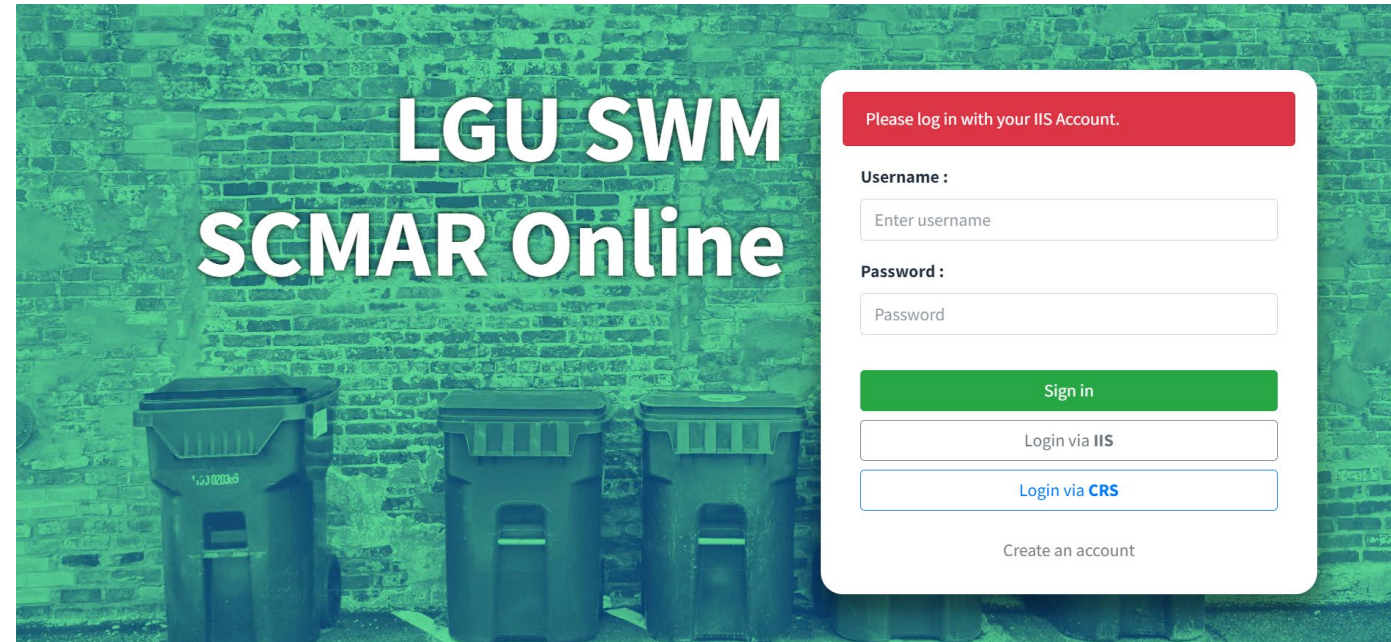 LGU SWM
SCMAR Online
Please log in with your IIS Account.
Username :
Enter username
Password :
Password
Sign in
Login via IIS
Login via CRS
Create an account